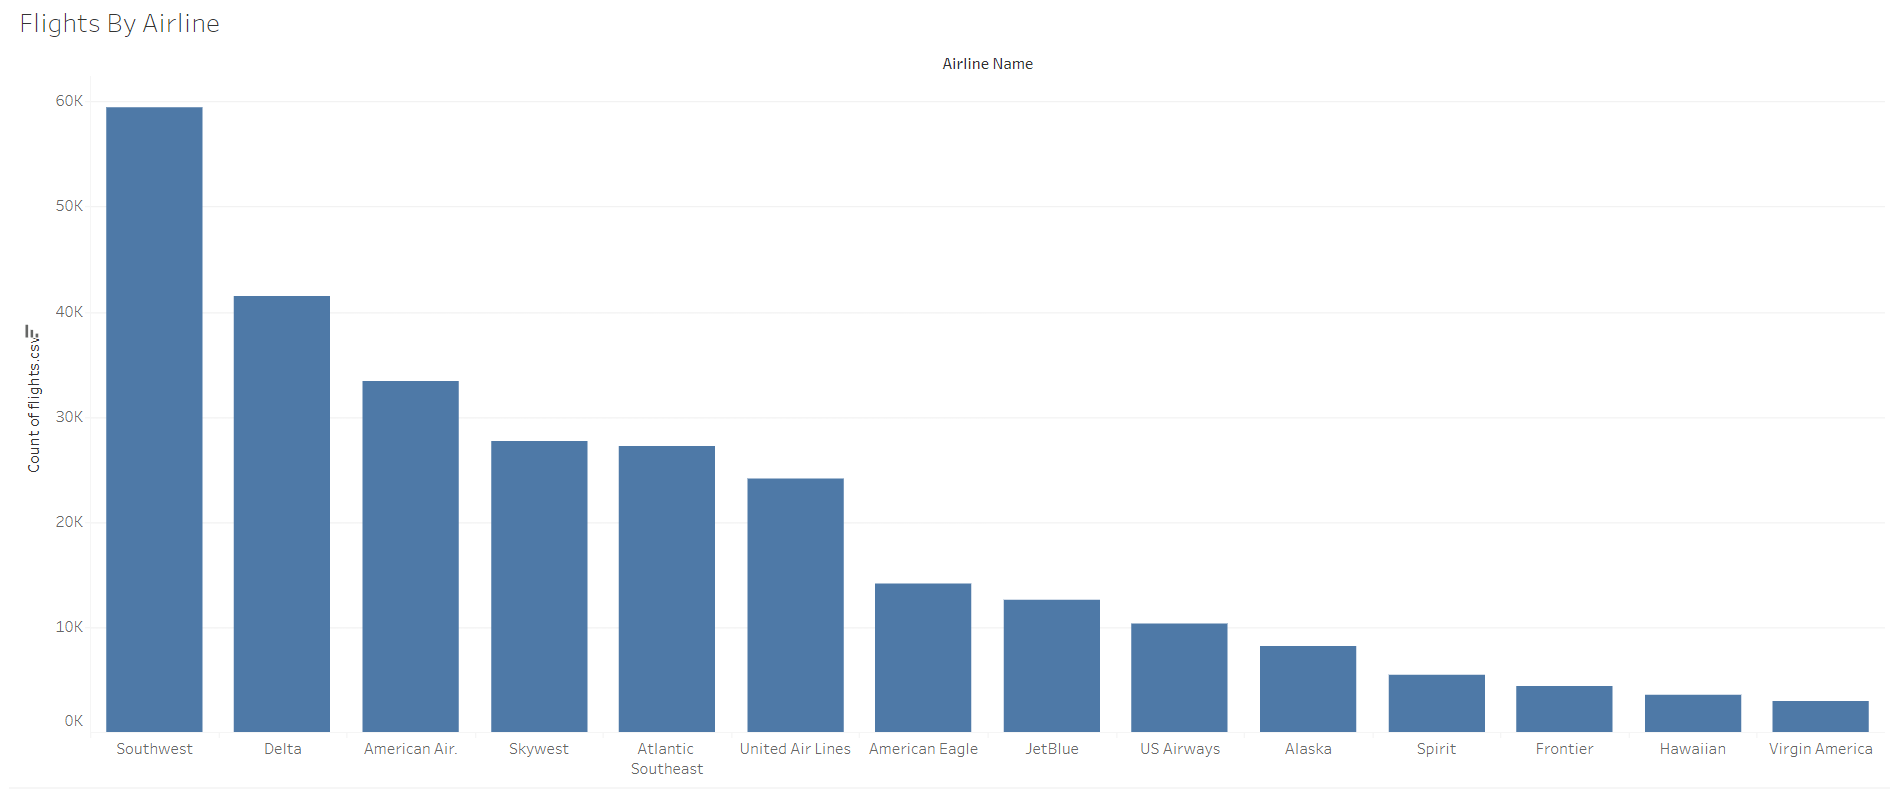 Flights By Airline
Airline Name
60K
50K
40K
30K
20K
10K
0K
Count of flights.csv
Southwest
Delta
American Air.
Skywest
Atlantic
Southeast
United Air Lines
American Eagle
JetBlue
US Airways
Alaska
Spirit
Frontier
Hawaiian
Virgin America